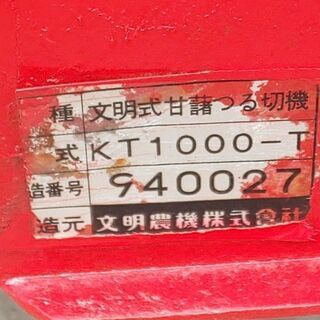 種 文明式甘藷つる切機
式 KT1000-T
造番号 940027
造元 文明農機株式会社